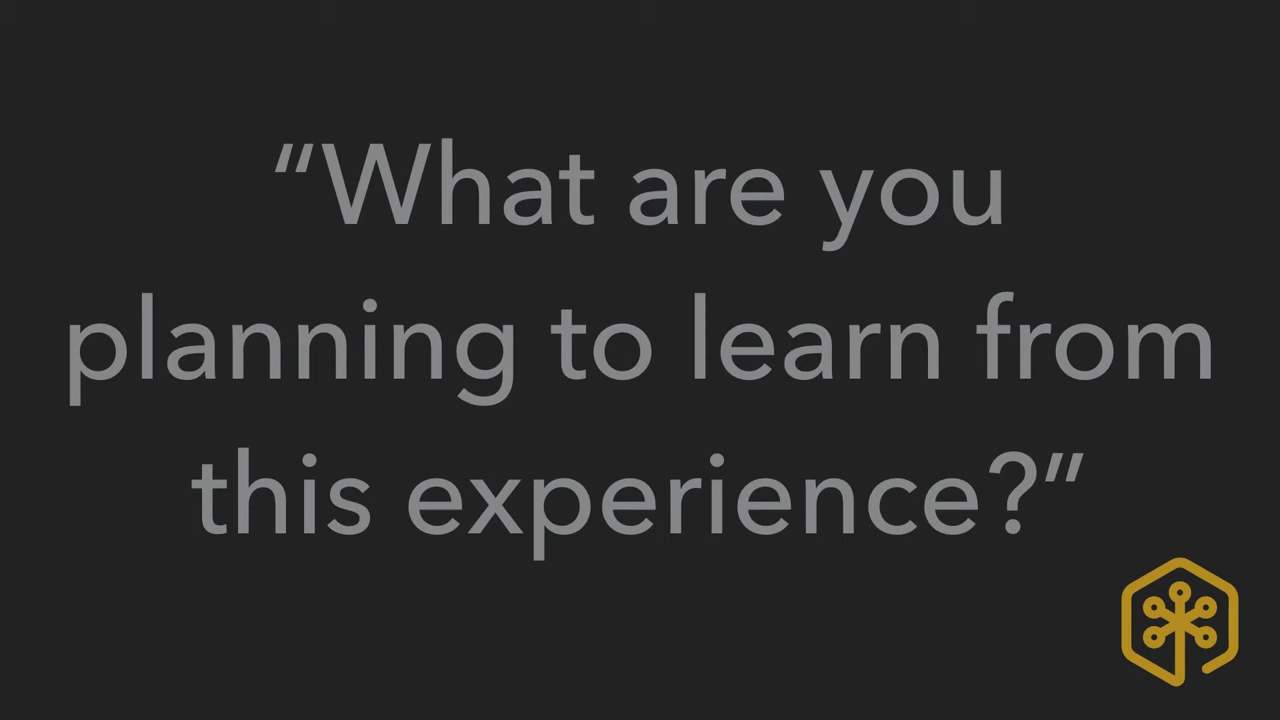 “What are you
planning to learn from
this experience?”